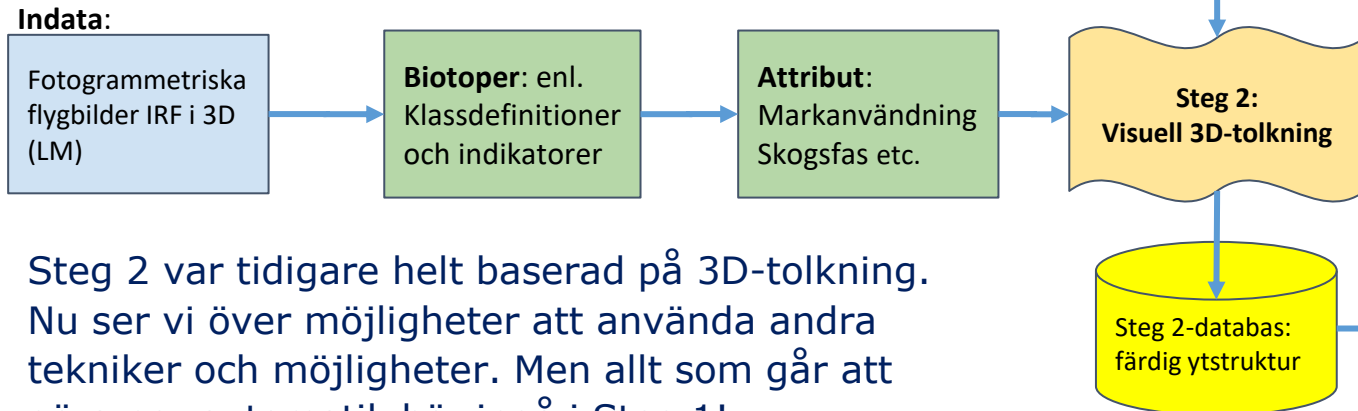 Indata:
Fotogrammetriska
flygbilder IRF i 3D
(LM)
Biotoper: enl.
Klassdefinitioner
och indikatorer
Attribut:
Markanvändning
Skogsfas etc.
Steg 2:
Visuell 3D-tolkning
Steg 2 var tidigare helt baserad på 3D-tolkning.
Nu ser vi över möjligheter att använda andra
tekniker och möjligheter. Men allt som går att
Steg 2-databas:
färdig ytstruktur